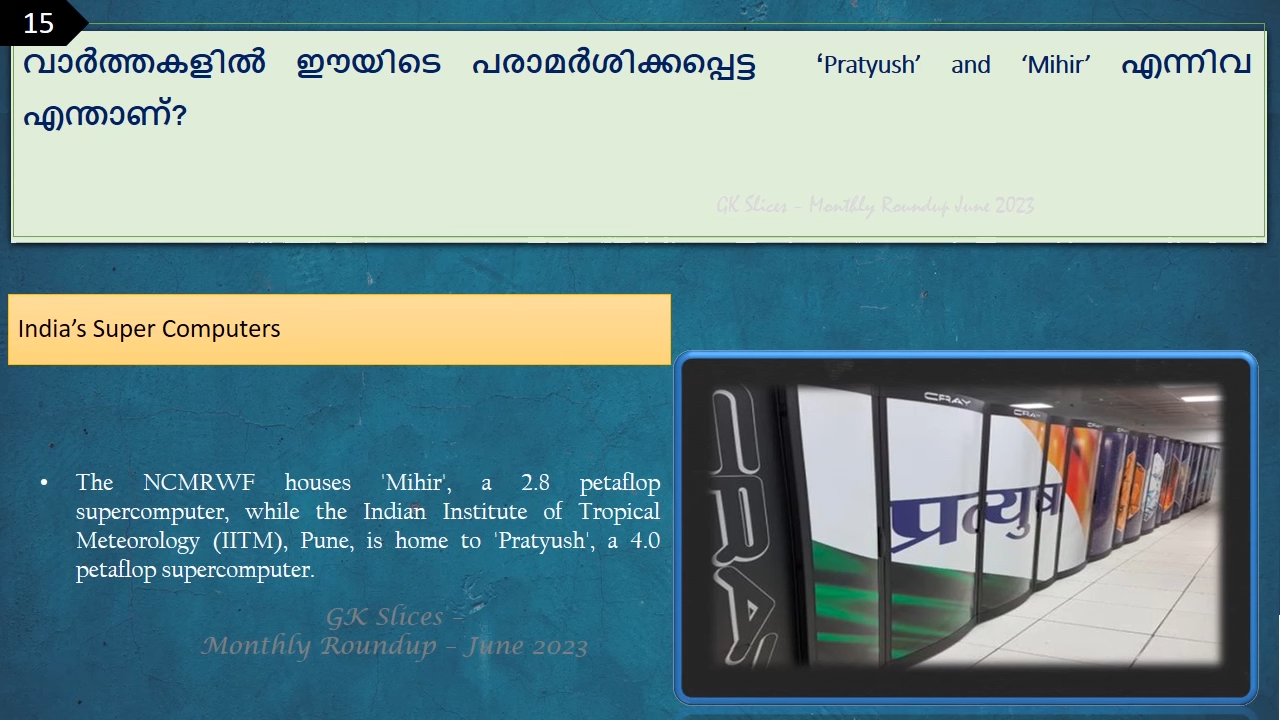 15
വാർത്തകളിൽ ഈയിടെ പരാമർശിക്കപ്പെട്ട ‘Pratyush’ and ‘Mihir’ എന്നിവ
എന്താണ്?
GK Slices – Monthly Roundup June 2023
India’s Super Computers
CRAY
CRAY
CRAY
प्रत्युष
• The NCMRWF houses 'Mihir', a 2.8 petaflop
supercomputer, while the Indian Institute of Tropical
Meteorology (IITM), Pune, is home to 'Pratyush', a 4.0
petaflop supercomputer.
GK Slices –
Monthly Roundup – June 2023